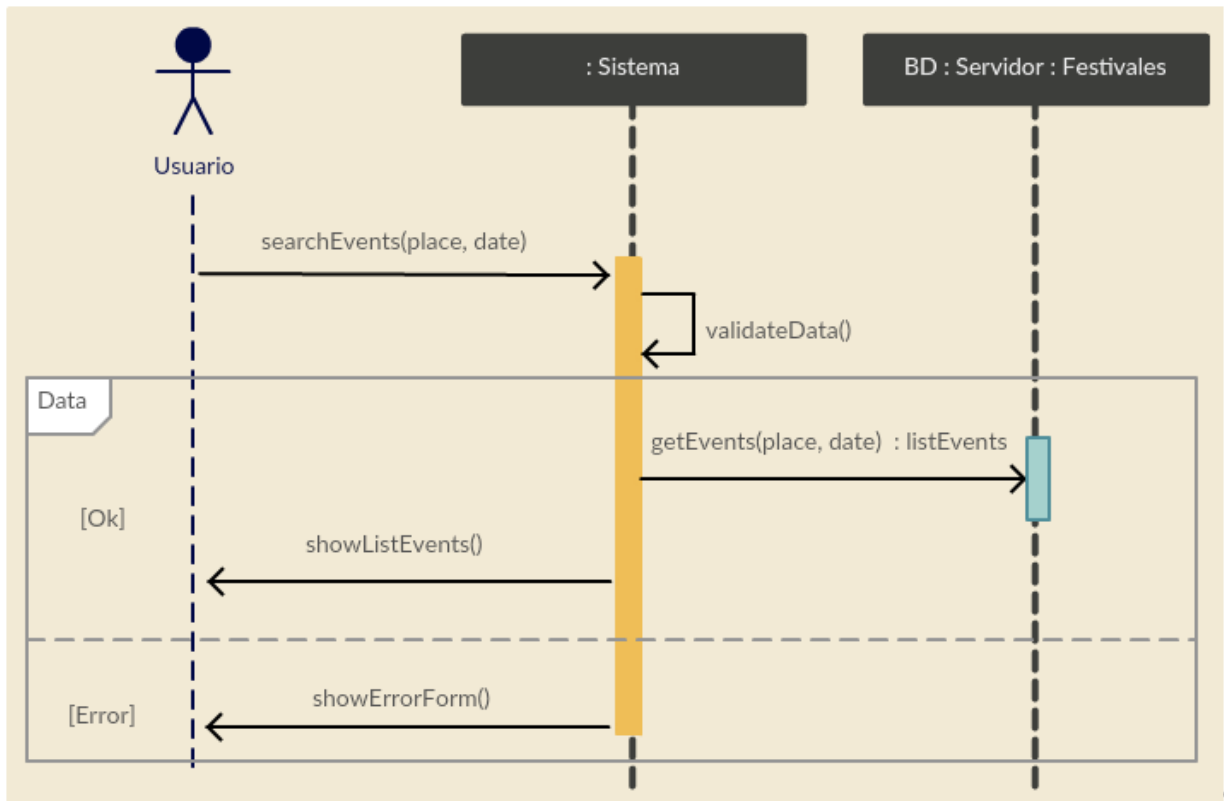 : Sistema
BD : Servidor : Festivales
Usuario
searchEvents(place, date)
validateData()
Data
getEvents(place, date) : listEvents
[Ok]
showListEvents()
showErrorForm()
[Error]